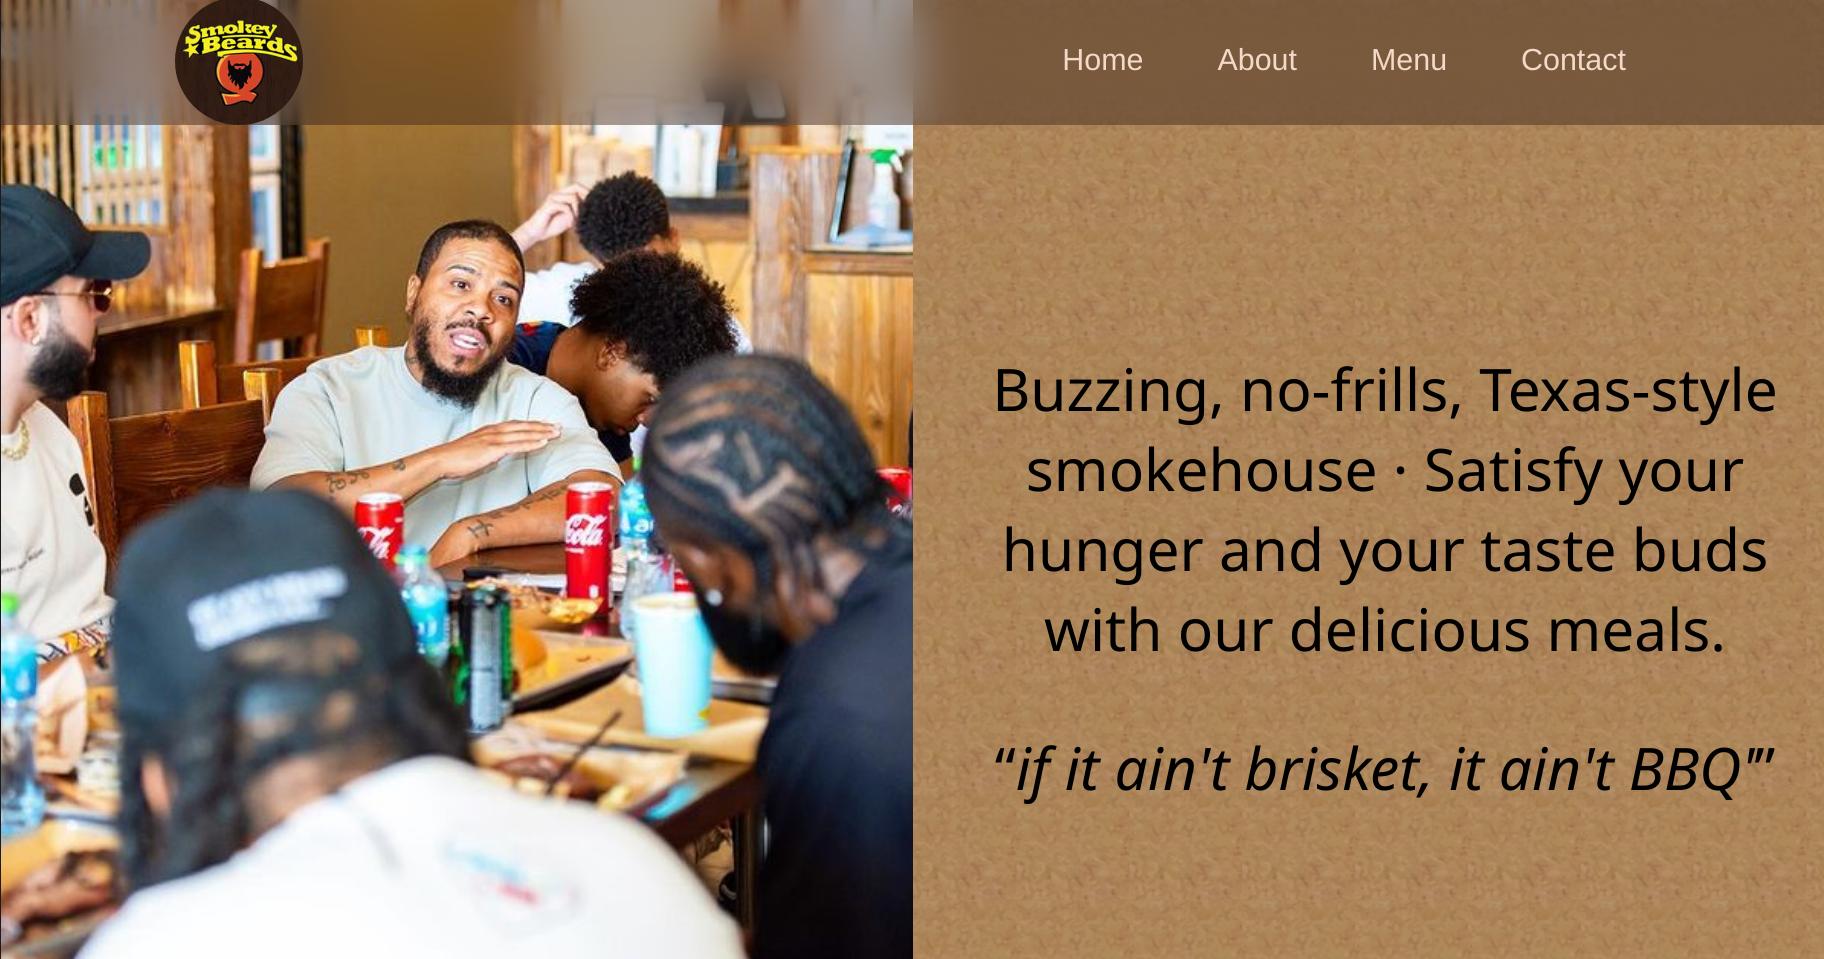 Smokey
Beards
Home About Menu Contact
Buzzing, no-frills, Texas-style
smokehouse · Satisfy your
hunger and your taste buds
with our delicious meals.
“if it ain't brisket, it ain't BBQ'”
Cola